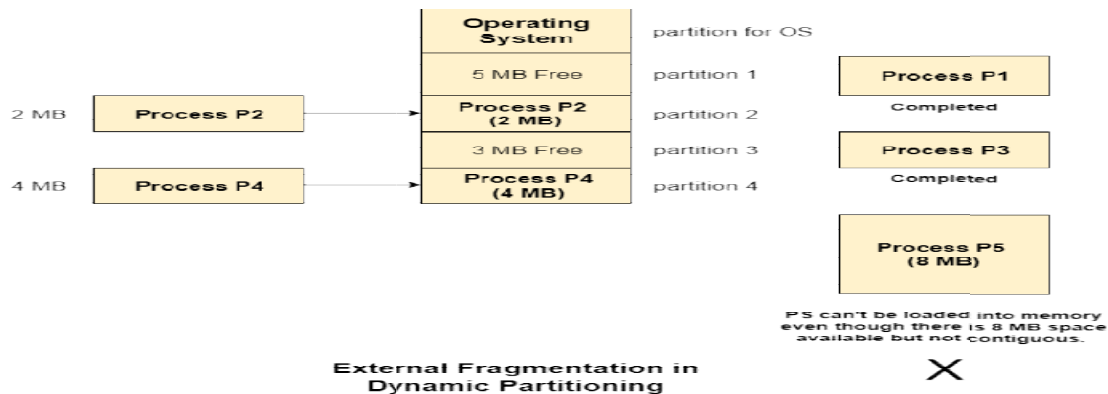 Operating
System
partition for OS
5 MB Free
partition 1
Process P1
Completed
2 MB
Process P2
Process P2
(2 MB)
partition 2
3 MB Free
partition 3
Process P3
Completed
4 MB
Process P4
Process P4
(4 MB)
partition 4
Process P5
(8 MB)
PS can't be loaded into memory
even though there is 8 MB space
available but not contiguous.
External Fragmentation in
Dynamic Partitioning